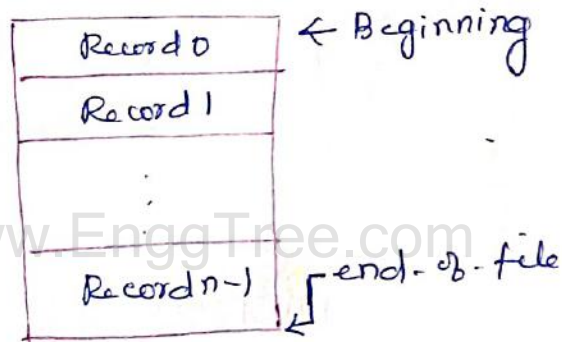 Record 0 ← Beginning
Record 1
.
.
www.EnggTree.com
Record n-1 end-of-file